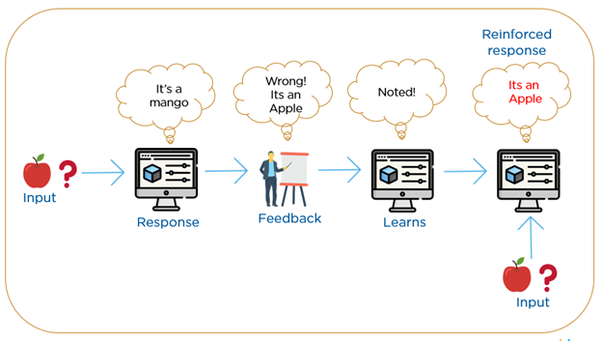 Reinforced
response
It's a
mango
Wrong!
Its an
Apple
Noted!
Its an
Apple
?
Input
Response
Feedback
Learns
?
Input